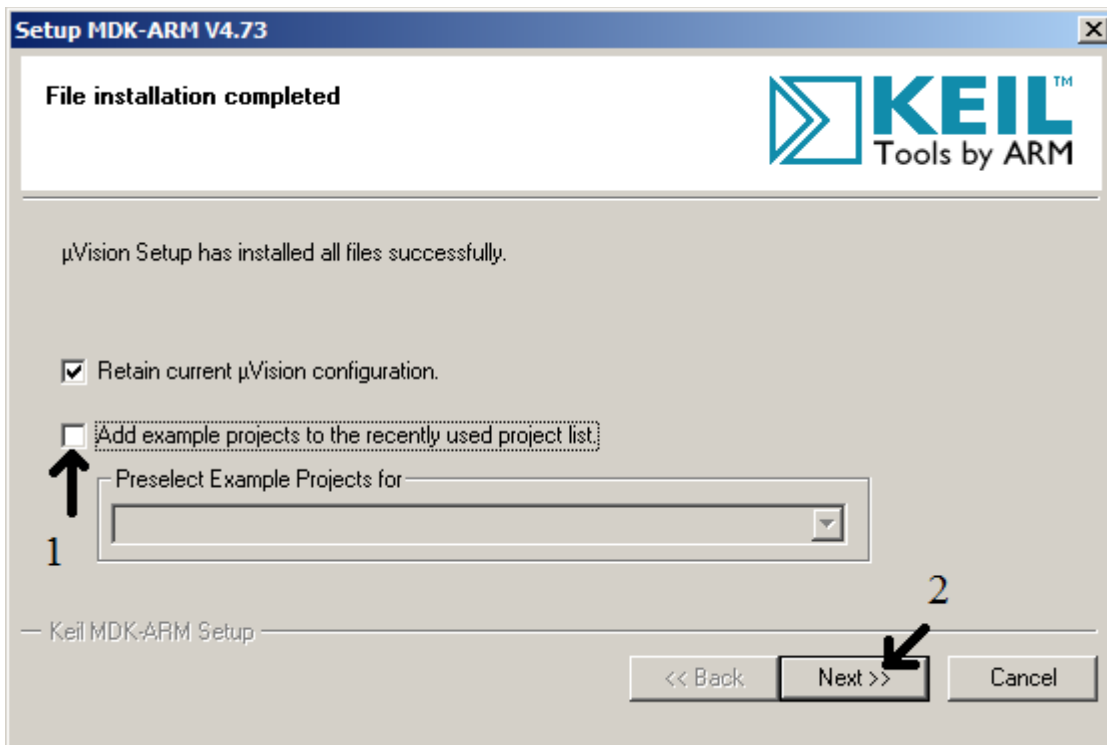 Setup MDK-ARM V4.73
File installation completed
KEIL™
Tools by ARM
µVision Setup has installed all files successfully.
Retain current µVision configuration.
Add example projects to the recently used project list.
Preselect Example Projects for
1
2
Keil MDK-ARM Setup
<< Back Next >> Cancel